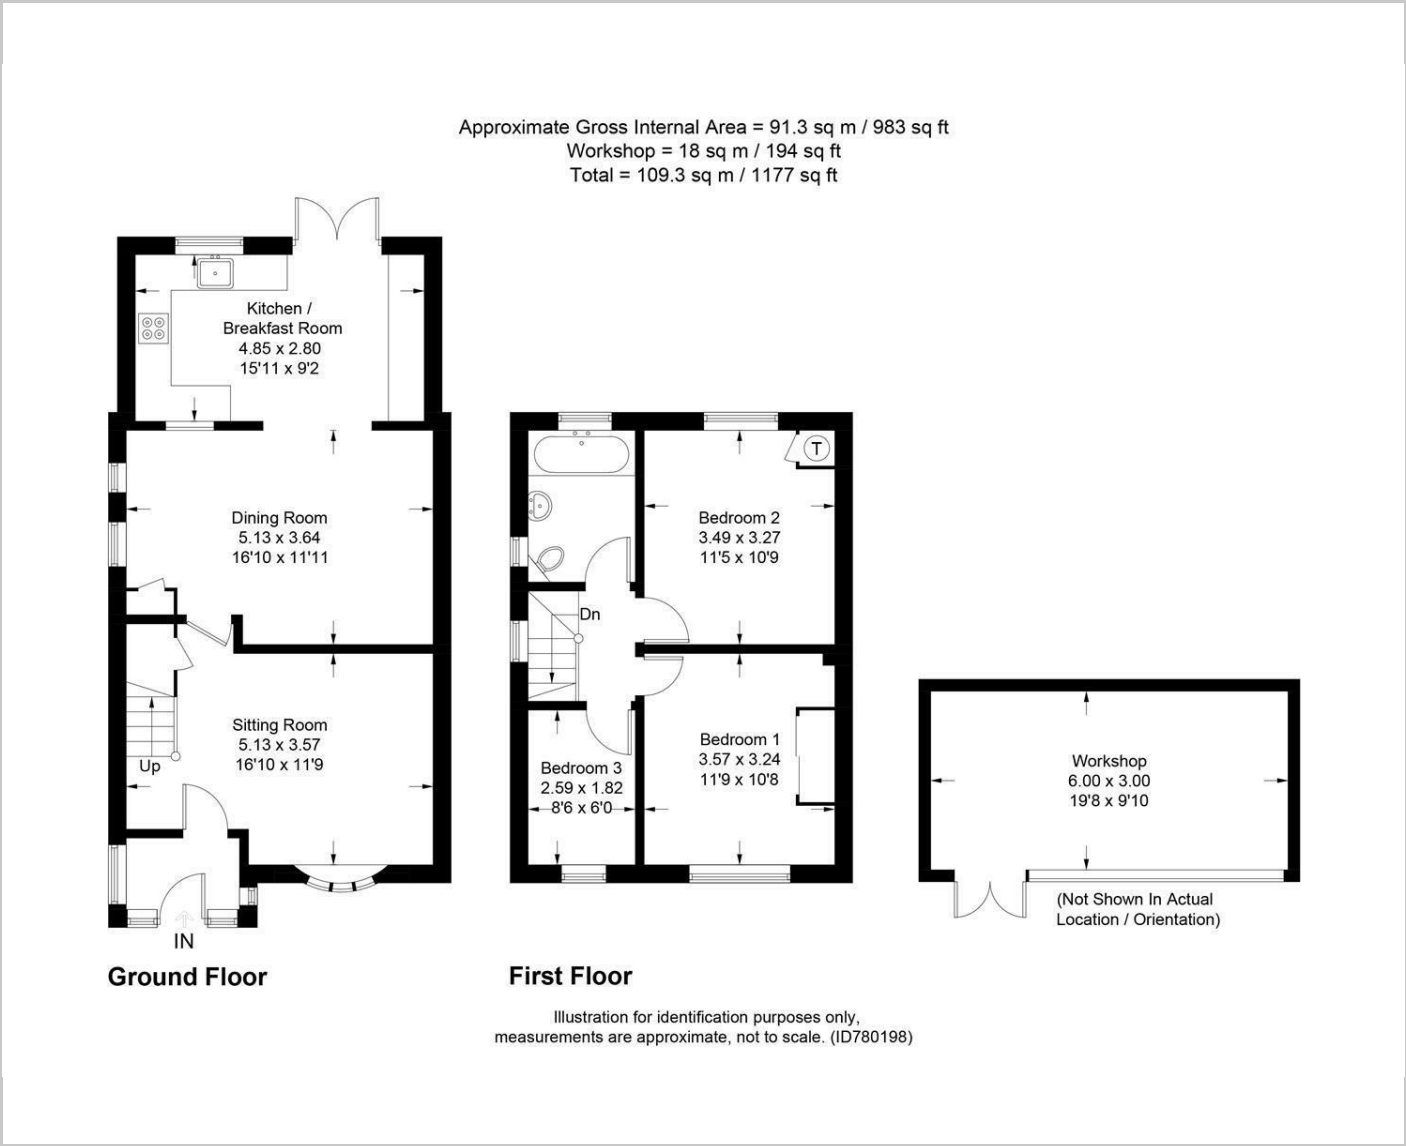 Approximate Gross Internal Area = 91.3 sq m / 983 sq ft
Workshop = 18 sq m / 194 sq ft
Total = 109.3 sq m / 1177 sq ft
Kitchen /
Breakfast Room
4.85 x 2.80
15'11 x 9'2
Dining Room
5.13 x 3.64
16'10 x 11'11
Sitting Room
5.13 x 3.57
16'10 x 11'9
Up
IN
Ground Floor
T
Bedroom 2
3.49 x 3.27
11'5 x 10'9
Dn
Bedroom 1
3.57 x 3.24
11'9 x 10'8
Bedroom 3
2.59 x 1.82
8'6 x 6'0
First Floor
Workshop
6.00 x 3.00
19'8 x 9'10
(Not Shown In Actual
Location / Orientation)
Illustration for identification purposes only,
measurements are approximate, not to scale. (ID780198)